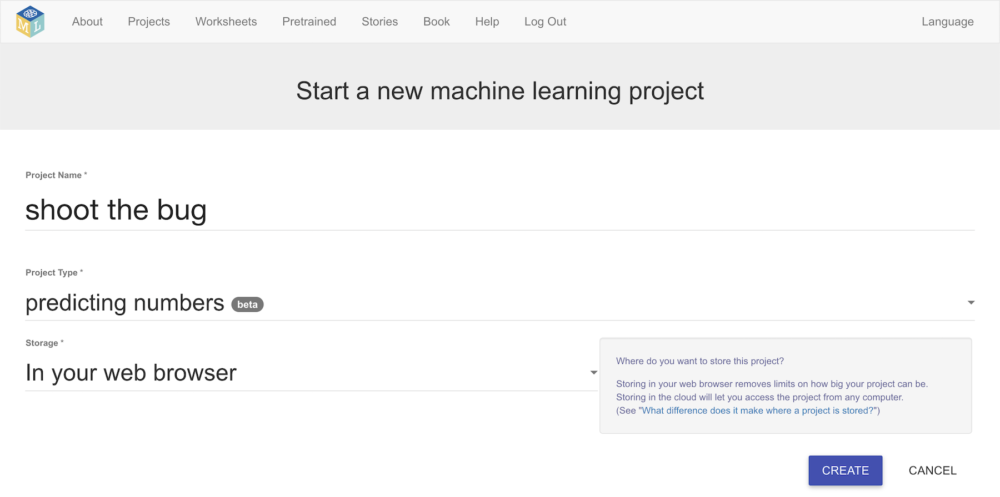 M L
About Projects Worksheets Pretrained Stories Book Help Log Out Language
Start a new machine learning project
Project Name *
shoot the bug
Project Type *
predicting numbers beta
Storage *
In your web browser
Where do you want to store this project?
Storing in your web browser removes limits on how big your project can be.
Storing in the cloud will let you access the project from any computer.
(See "What difference does it make where a project is stored?")
CREATE CANCEL